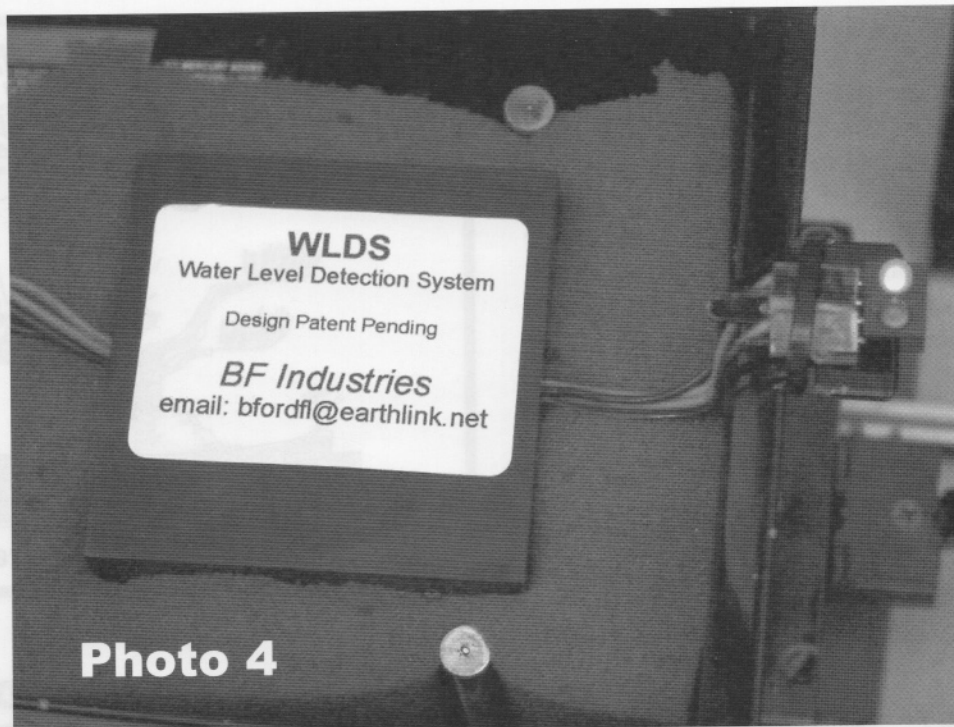 WLDS
Water Level Detection System
Design Patent Pending
BF Industries
email: bfordfl@earthlink.net
Photo 4